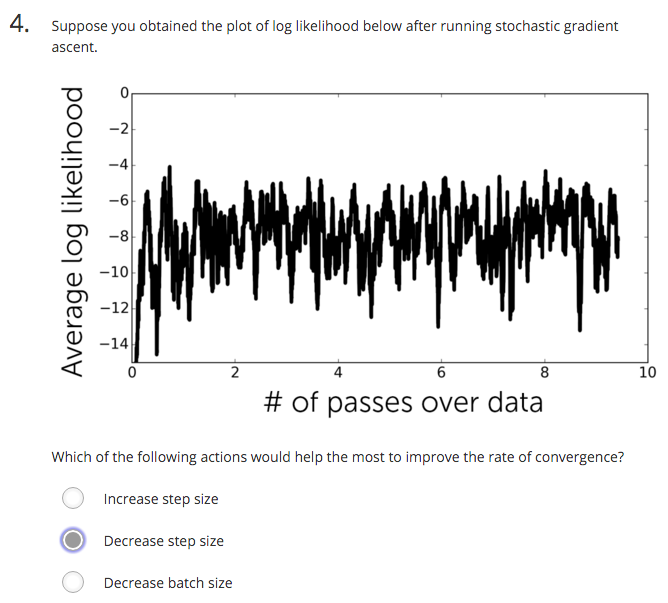 4. Suppose you obtained the plot of log likelihood below after running stochastic gradient
ascent.
Average log likelihood
0
−2
−4
−6
−8
−10
−12
−14
0 2 4 6 8 10
# of passes over data
Which of the following actions would help the most to improve the rate of convergence?
Increase step size
Decrease step size
Decrease batch size